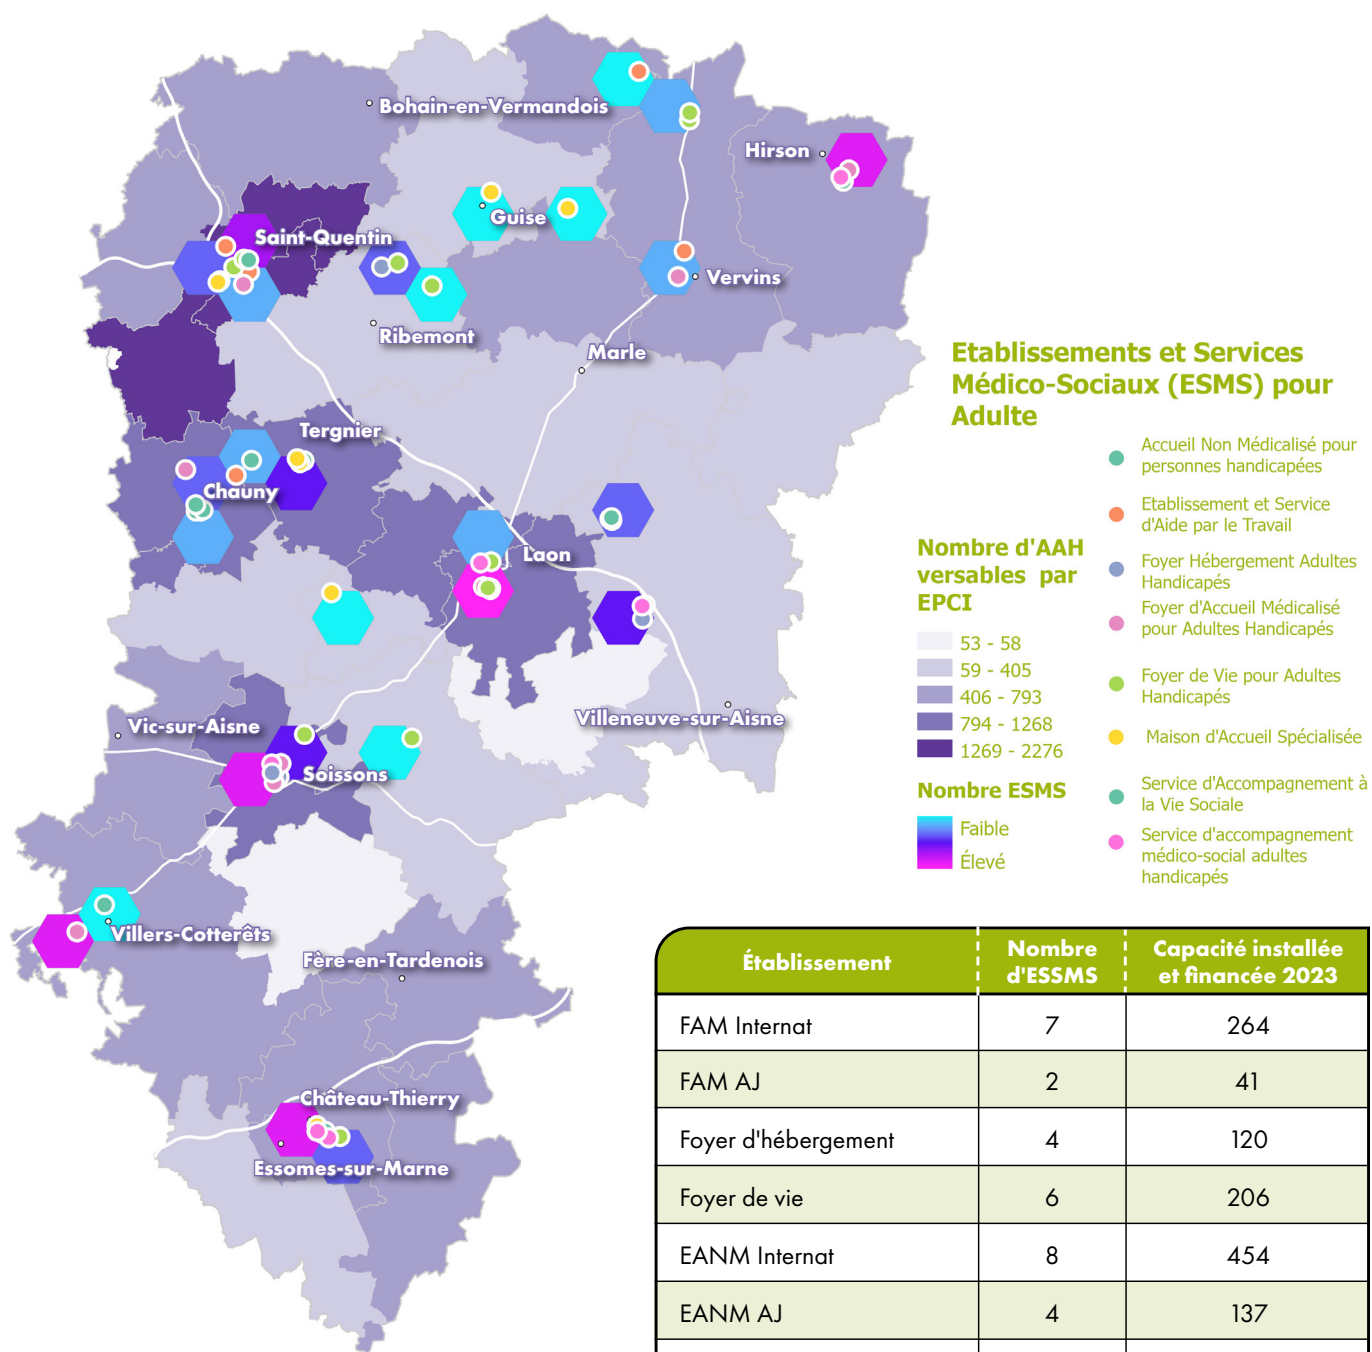 Bohain-en-Vermandois
Hirson
Guise
Saint-Quentin
Vervins
Ribemont
Marle
Tergnier
Chauny
Laon
Villeneuve-sur-Aisne
Vic-sur-Aisne
Soissons
Villers-Cotterêts
Fère-en-Tardenois
Château-Thierry
Essomes-sur-Marne
Etablissements et Services
Médico-Sociaux (ESMS) pour
Adulte
Accueil Non Médicalisé pour
personnes handicapées
Etablissement et Service
d'Aide par le Travail
Foyer Hébergement Adultes
Handicapés
Foyer d'Accueil Médicalisé
pour Adultes Handicapés
Foyer de Vie pour Adultes
Handicapés
Maison d'Accueil Spécialisée
Service d'Accompagnement à
la Vie Sociale
Service d'accompagnement
médico-social adultes
handicapés
Nombre d'AAH
versables par
EPCI
53 - 58
59 - 405
406 - 793
794 - 1268
1269 - 2276
Nombre ESMS
Faible
Élevé
Établissement Nombre d'ESSMS Capacité installée et financée 2023
FAM Internat 7 264
FAM AJ 2 41
Foyer d'hébergement 4 120
Foyer de vie 6 206
EANM Internat 8 454
EANM AJ 4 137